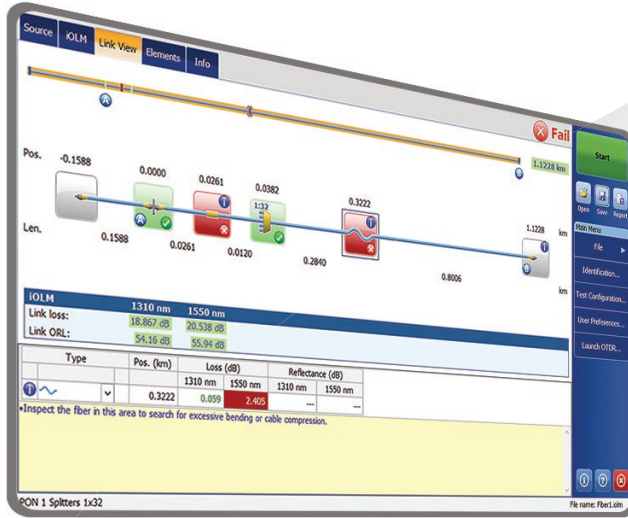 Source iOLM Link View Elements Info
Fail
1.1228 km
Start
Open Save Report
Main Menu
File
Identification...
Test Configuration...
User Preferences...
Launch OTDR...
Pos. -0.1588 0.0000 0.0261 0.0382 0.3222 1.1228 km
1:32
A
B
Len. 0.1588 0.0261 0.0120 0.2840 0.8006 km
iOLM 1310 nm 1550 nm
Link loss: 18.867 dB 20.538 dB
Link ORL: 54.16 dB 55.94 dB
Type Pos. (km) Loss (dB) Reflectance (dB)
1310 nm 1550 nm 1310 nm 1550 nm
0.3222 0.059 2.405 --- ---
•Inspect the fiber in this area to search for excessive bending or cable compression.
PON 1 Splitters 1x32
File name: Fiber1.iolm